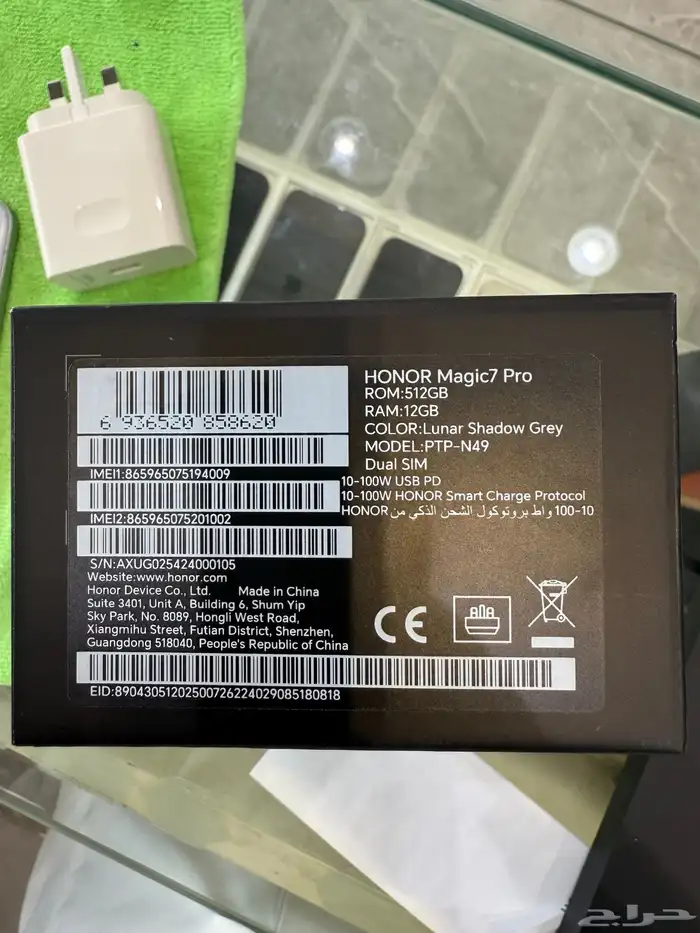 6 936520 858620
IMEI1:865965075194009
IMEI2:865965075201002
S/N:AXUG025424000105
Website:www.honor.com
Honor Device Co., Ltd. Made in China
Suite 3401, Unit A, Building 6, Shum Yip
Sky Park, No. 8089, Hongli West Road,
Xiangmihu Street, Futian District, Shenzhen,
Guangdong 518040, People's Republic of China
EID:89043051202500726224029085180818
HONOR Magic7 Pro
ROM:512GB
RAM:12GB
COLOR:Lunar Shadow Grey
MODEL:PTP-N49
Dual SIM
10-100W USB PD
10-100W HONOR Smart Charge Protocol
10-100 واط بروتوكول الشحن الذكي من HONOR
CE
حراج